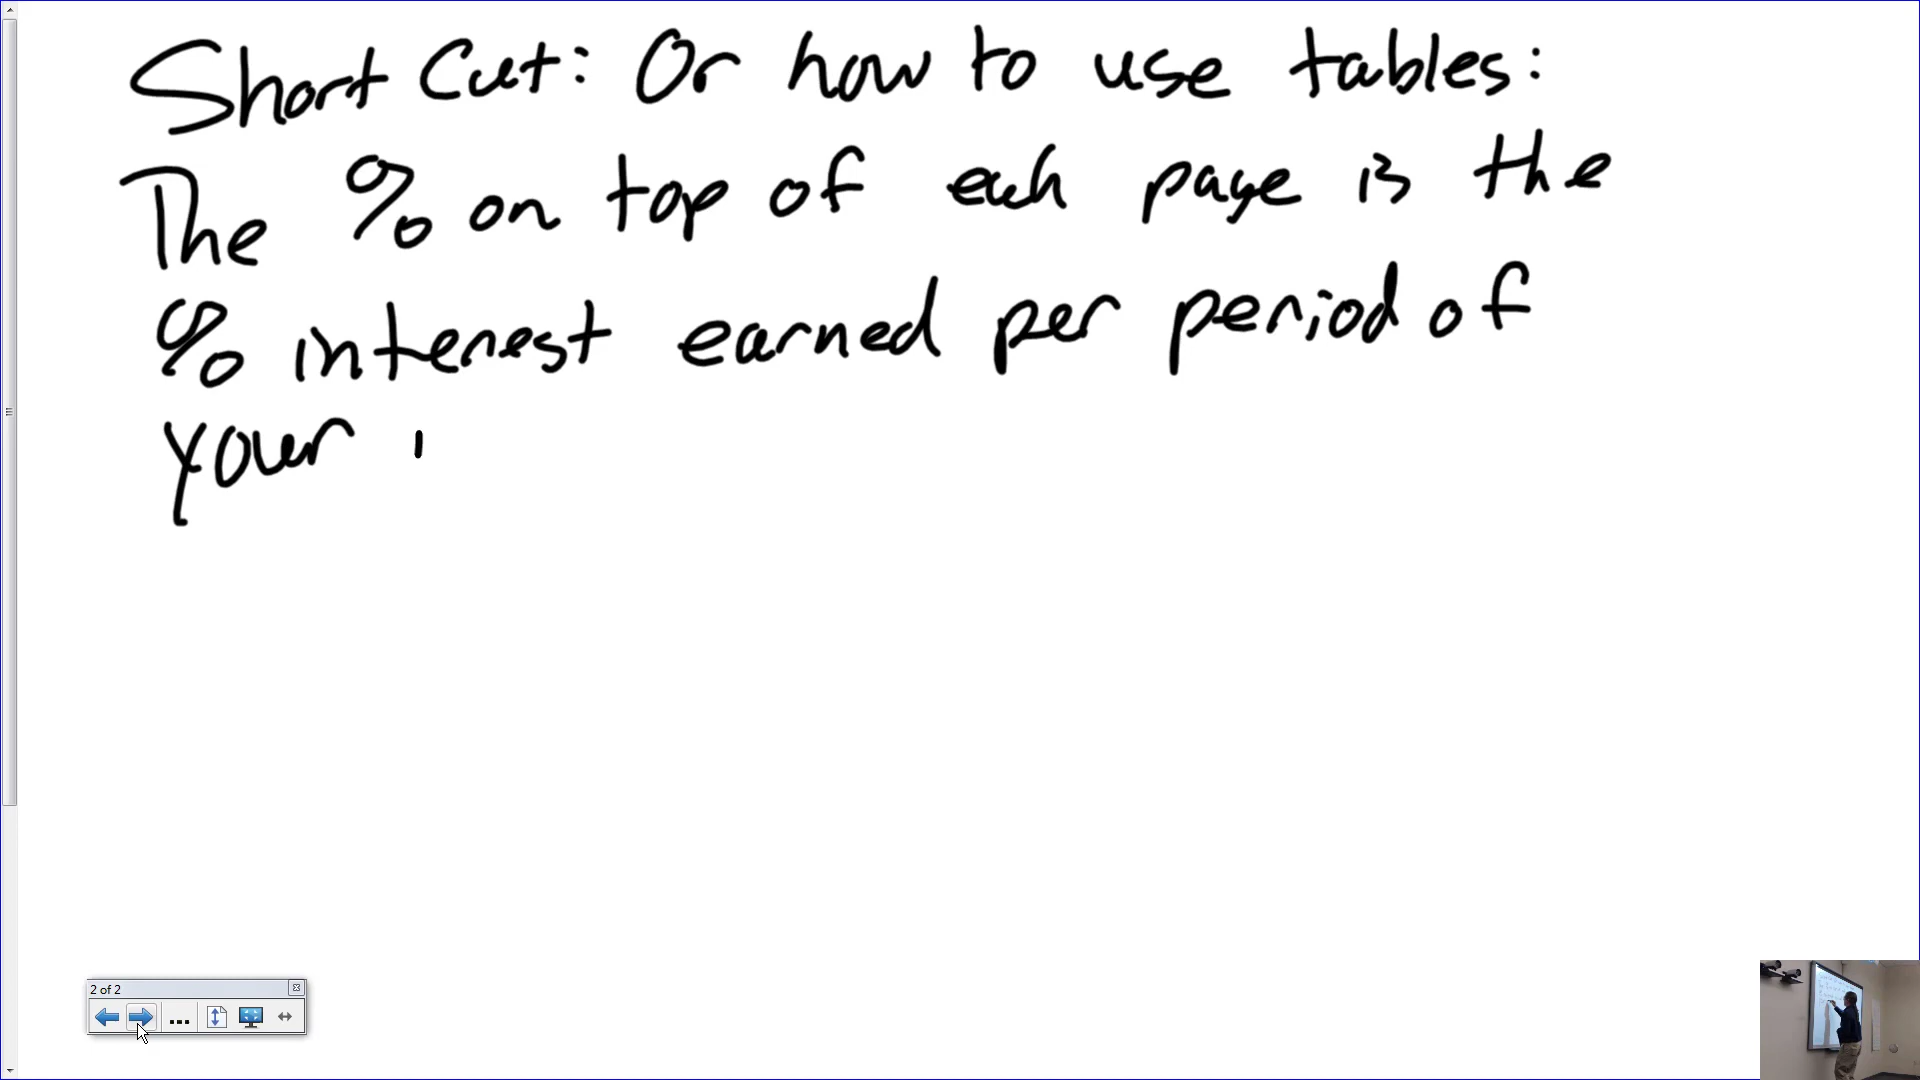 Short Cut: Or how to use tables:
The % on top of each page is the
% interest earned per period of
your
2 of 2
...